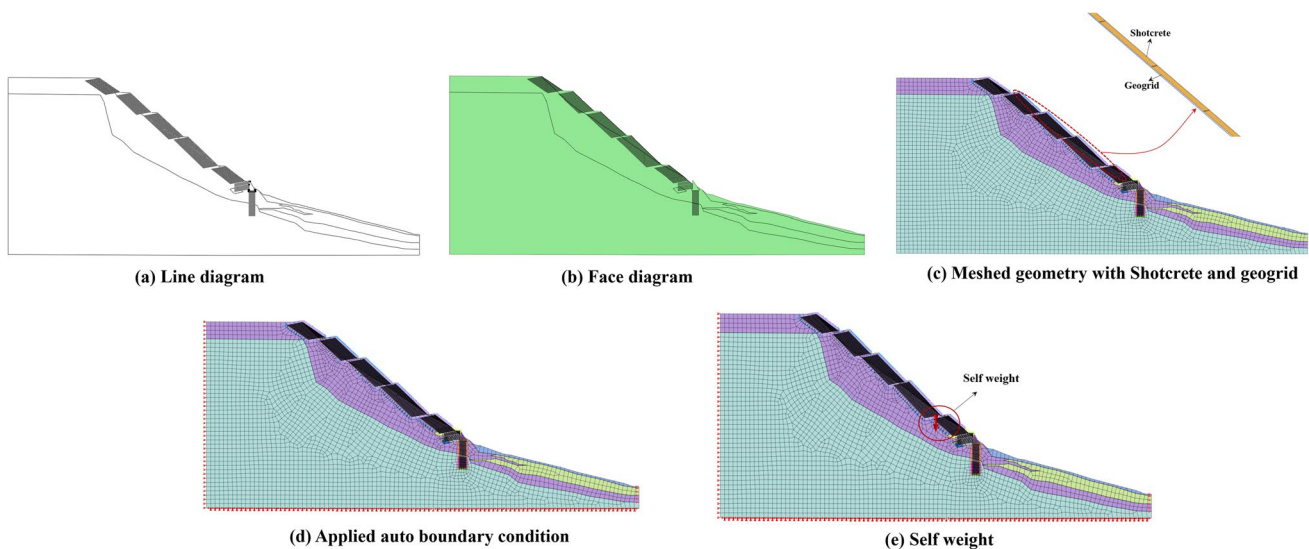 Shotcrete
Geogrid
(a) Line diagram
(b) Face diagram
(c) Meshed geometry with Shotcrete and geogrid
Self weight
(d) Applied auto boundary condition
(e) Self weight